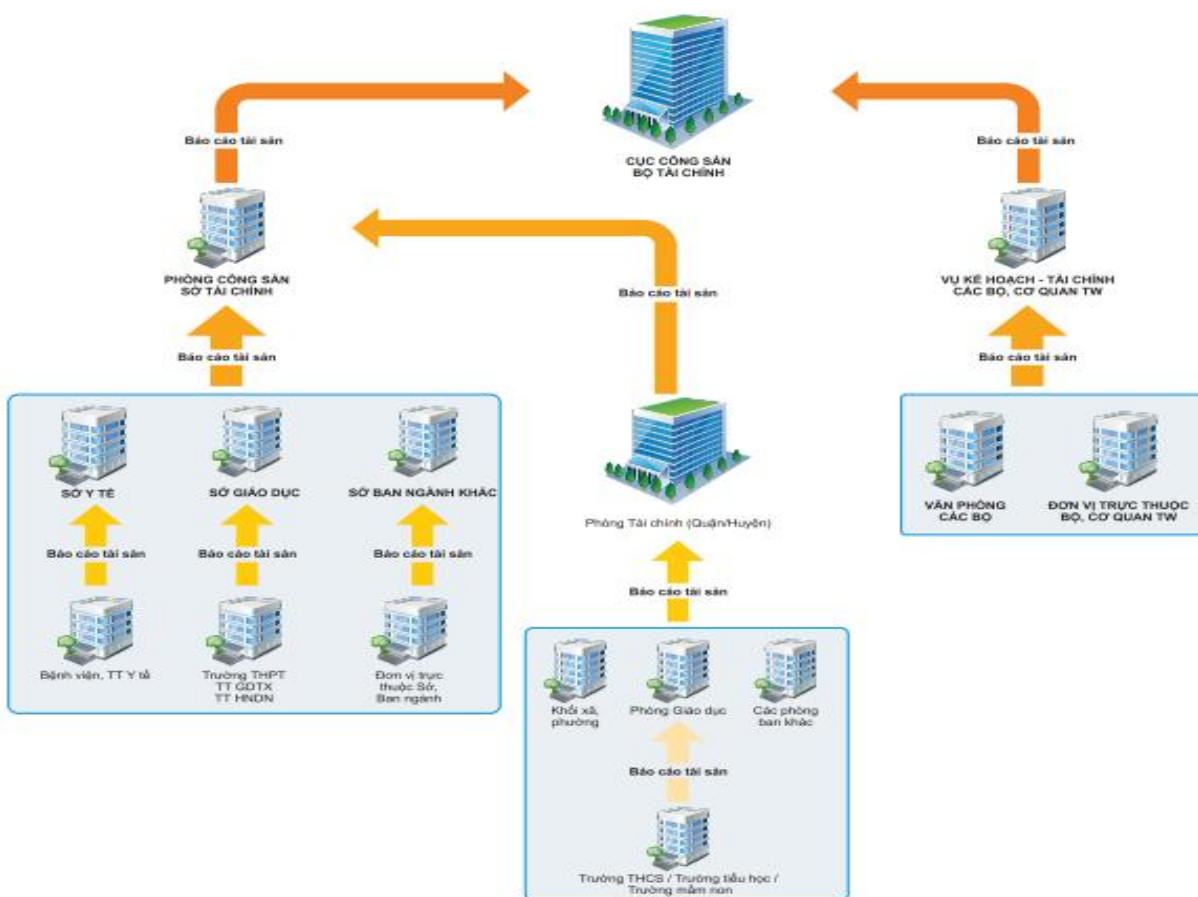 Báo cáo tài sản
Báo cáo tài sản
CỤC CÔNG SẢN
BỘ TÀI CHÍNH
PHÒNG CÔNG SẢN
SỞ TÀI CHÍNH
Báo cáo tài sản
VỤ KẾ HOẠCH - TÀI CHÍNH
CÁC BỘ, CƠ QUAN TW
Báo cáo tài sản
Báo cáo tài sản
SỞ Y TẾ
SỞ GIÁO DỤC
SỞ BAN NGÀNH KHÁC
Báo cáo tài sản
Báo cáo tài sản
Báo cáo tài sản
Bệnh viện, TT Y tế
Trường THPT
TT GDTX
TT HNDN
Đơn vị trực
thuộc Sở,
Ban ngành
Phòng Tài chính (Quận/Huyện)
Báo cáo tài sản
Khối xã,
phường
Phòng Giáo dục
Các phòng
ban khác
Báo cáo tài sản
Trường THCS / Trường tiểu học /
Trường mầm non
VĂN PHÒNG
CÁC BỘ
ĐƠN VỊ TRỰC THUỘC
BỘ, CƠ QUAN TW